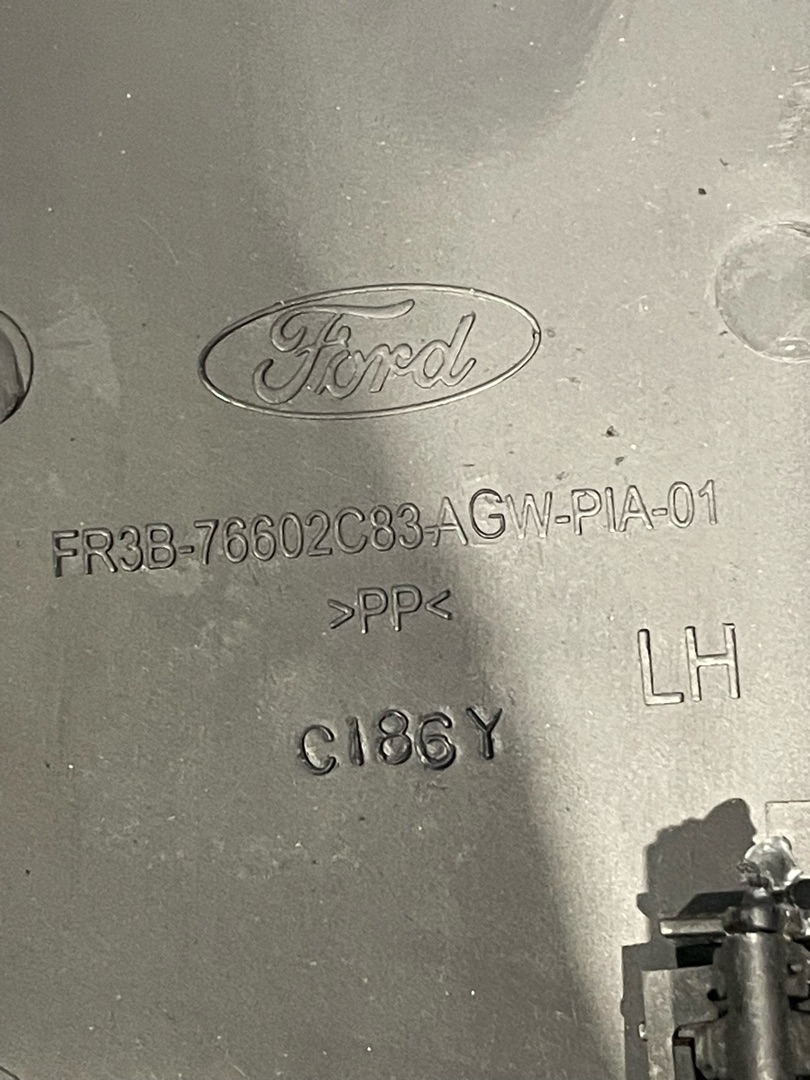 Ford
FR3B-76602C83-AGW-PIA-01
>PP<
LH
C186Y